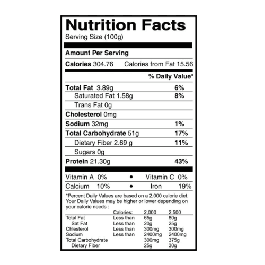 Nutrition Facts
Serving Size (100g)
Amount Per Serving
Calories 304.76 Calories from Fat 15.56
% Daily Value*
Total Fat 3.89g 6%
Saturated Fat 1.58g 8%
Trans Fat 0g
Cholesterol 0mg
Sodium 32mg 1%
Total Carbohydrate 51g 17%
Dietary Fiber 2.89 g 11%
Sugars 0g
Protein 21.30g 43%
Vitamin A 0% • Vitamin C 0%
Calcium 10% • Iron 19%
*Percent Daily Values are based on a 2,000 calorie diet.
Your Daily Values may be higher or lower depending on
your calorie needs:
Calories: 2,000 2,500
Total Fat Less than 65g 80g
Sat Fat Less than 20g 25g
Cholesterol Less than 300mg 300mg
Sodium Less than 2400mg 2400mg
Total Carbohydrate 300mg 375g
Dietary Fiber 25g 30g